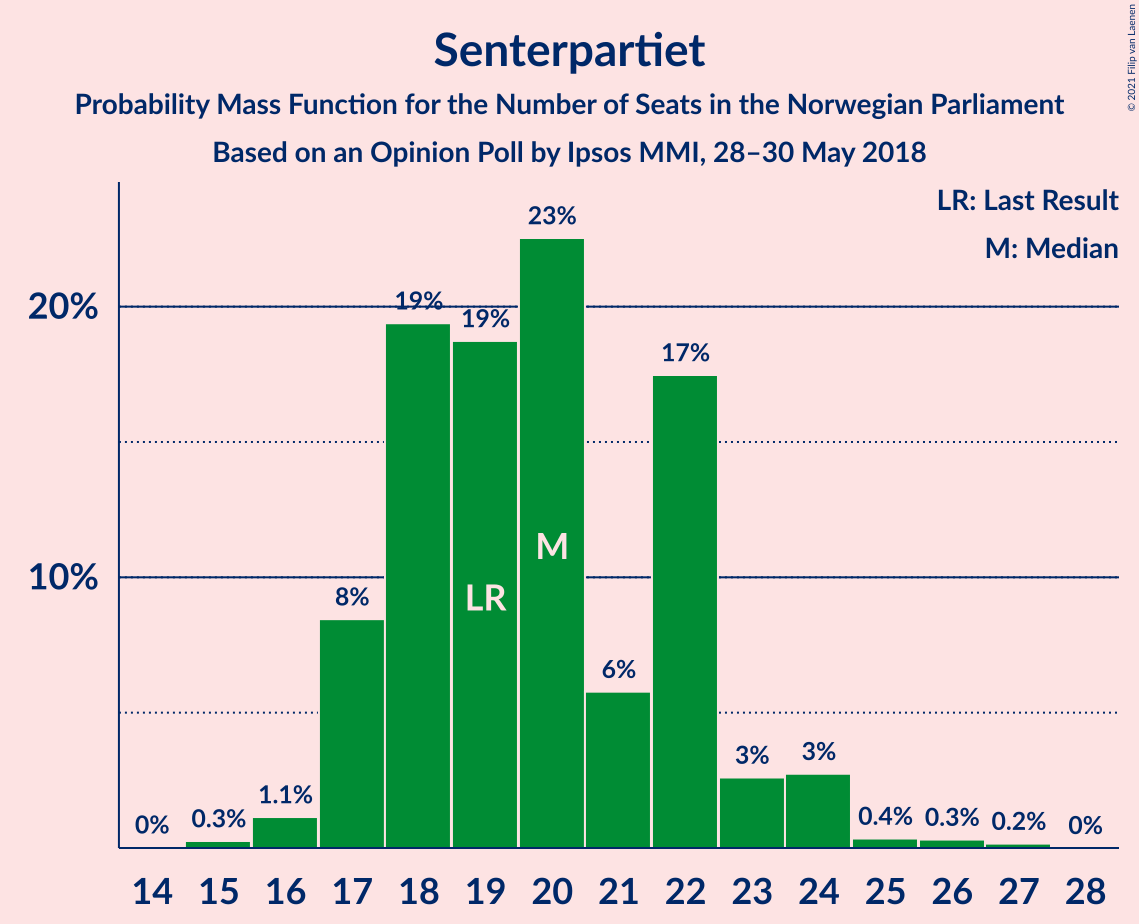 Senterpartiet
Probability Mass Function for the Number of Seats in the Norwegian Parliament
Based on an Opinion Poll by Ipsos MMI, 28–30 May 2018
© 2021 Filip van Laenen
LR: Last Result
M: Median
20%
10%
0%
0.3%
1.1%
8%
19%
19%
23%
6%
17%
3%
3%
0.4%
0.3%
0.2%
0%
LR
M
14 15 16 17 18 19 20 21 22 23 24 25 26 27 28